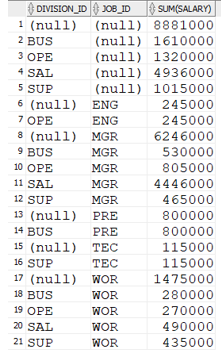 DIVISION_ID JOB_ID SUM(SALARY)
1 (null) (null) 8881000
2 BUS (null) 1610000
3 OPE (null) 1320000
4 SAL (null) 4936000
5 SUP (null) 1015000
6 (null) ENG 245000
7 OPE ENG 245000
8 (null) MGR 6246000
9 BUS MGR 530000
10 OPE MGR 805000
11 SAL MGR 4446000
12 SUP MGR 465000
13 (null) PRE 800000
14 BUS PRE 800000
15 (null) TEC 115000
16 SUP TEC 115000
17 (null) WOR 1475000
18 BUS WOR 280000
19 OPE WOR 270000
20 SAL WOR 490000
21 SUP WOR 435000